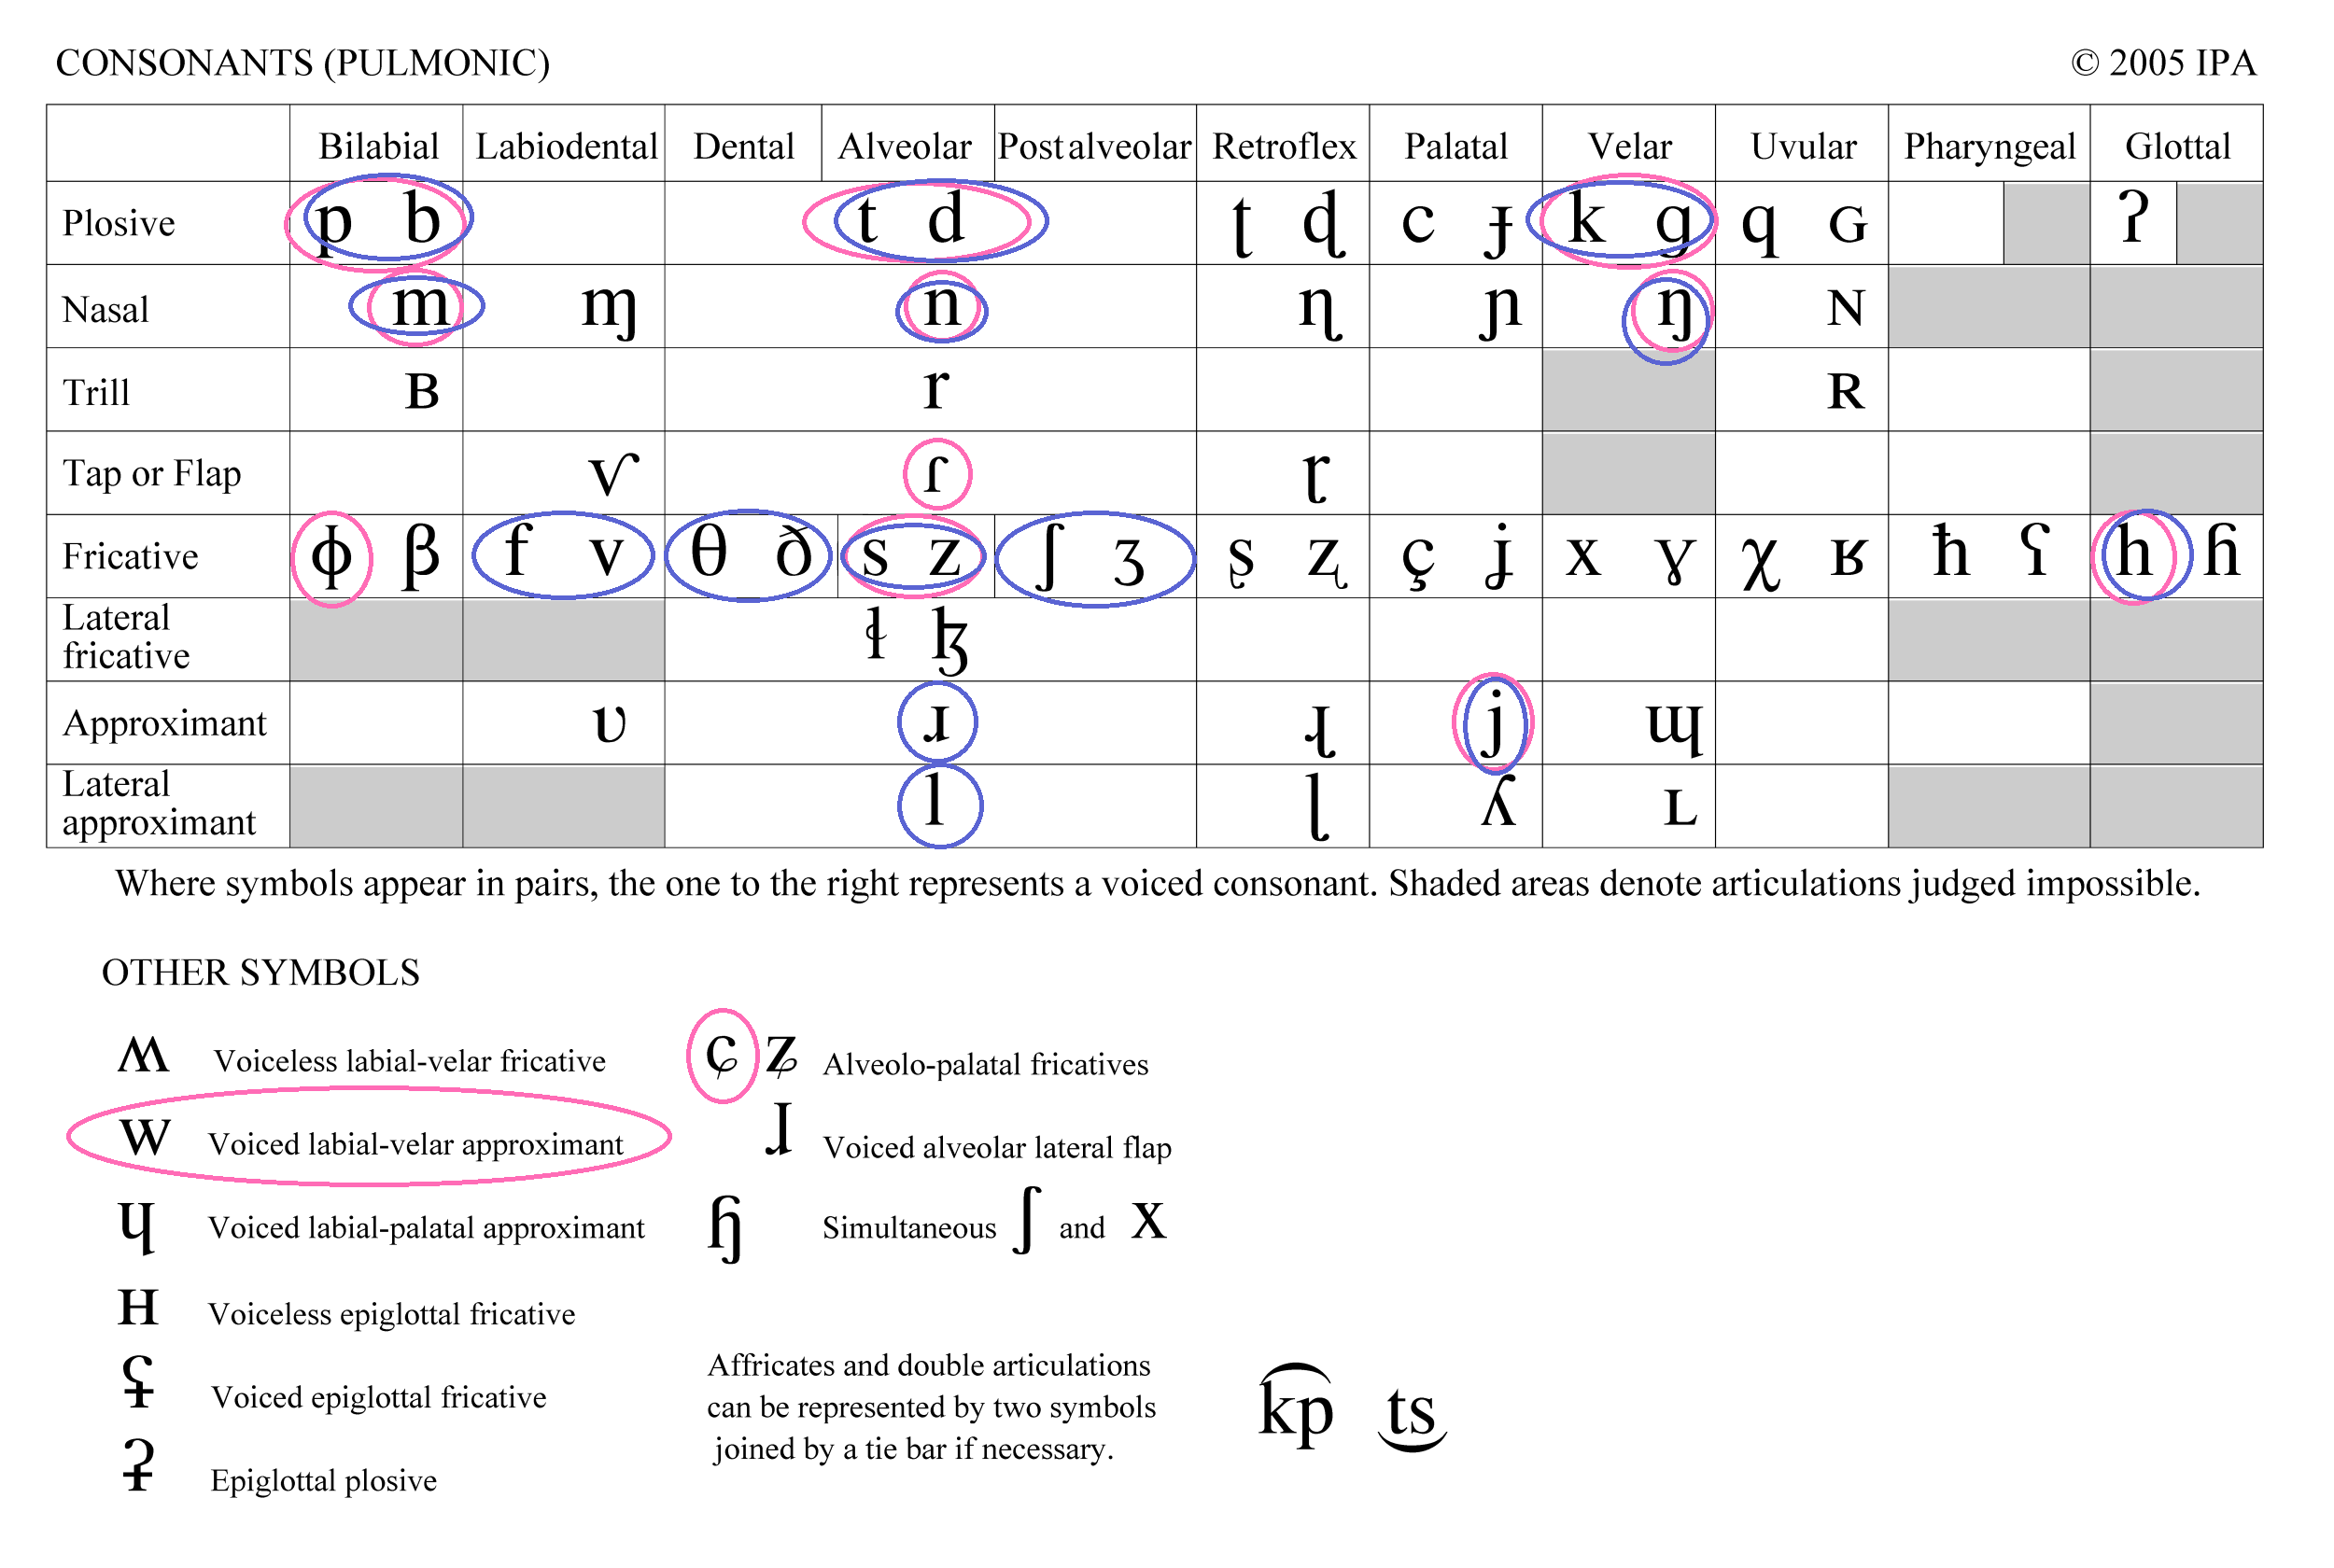 CONSONANTS (PULMONIC) © 2005 IPA
Bilabial Labiodental Dental Alveolar Postalveolar Retroflex Palatal Velar Uvular Pharyngeal Glottal
Plosive p b t d ʈ ɖ c ɟ k ɡ q ɢ ʔ
Nasal m ɱ n ɳ ɲ ŋ ɴ
Trill ʙ r ʀ
Tap or Flap ⱱ ɾ ɽ
Fricative ɸ β f v θ ð s z ʃ ʒ ʂ ʐ ç ʝ x ɣ χ ʁ ħ ʕ h ɦ
Lateral
fricative ɬ ɮ
Approximant ʋ ɹ ɻ j ɰ
Lateral
approximant l ɭ ʎ ʟ
Where symbols appear in pairs, the one to the right represents a voiced consonant. Shaded areas denote articulations judged impossible.
OTHER SYMBOLS
ʍ Voiceless labial-velar fricative
w Voiced labial-velar approximant
ɥ Voiced labial-palatal approximant
ʜ Voiceless epiglottal fricative
ʢ Voiced epiglottal fricative
ʡ Epiglottal plosive
ɕ ʑ Alveolo-palatal fricatives
ɺ Voiced alveolar lateral flap
ɧ Simultaneous ʃ and x
Affricates and double articulations
can be represented by two symbols
joined by a tie bar if necessary.
k͡p t͜s